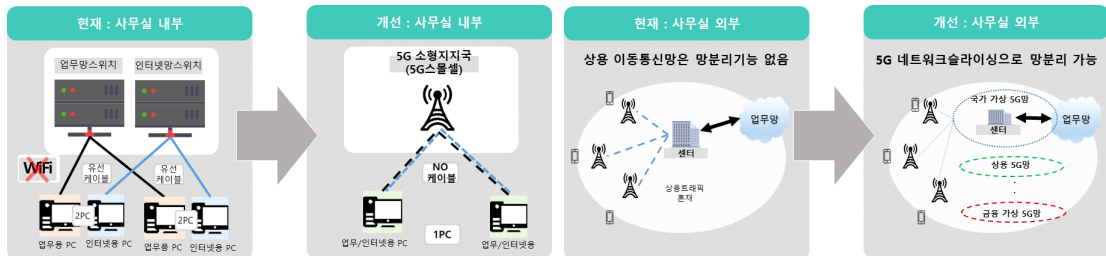 현재 : 사무실 내부
업무망스위치
인터넷망스위치
WiFi
유선
케이블
유선
케이블
2PC
2PC
업무용 PC
인터넷용 PC
업무용 PC
인터넷용 PC
개선 : 사무실 내부
5G 소형지지국
(5G스몰셀)
NO
케이블
1PC
업무/인터넷용 PC
업무/인터넷용
현재 : 사무실 외부
상용 이동통신망은 망분리기능 없음
업무망
센터
상용트래픽
혼재
개선 : 사무실 외부
5G 네트워크슬라이싱으로 망분리 가능
국가 가상 5G망
센터
업무망
상용 5G망
.
.
금융 가상 5G망